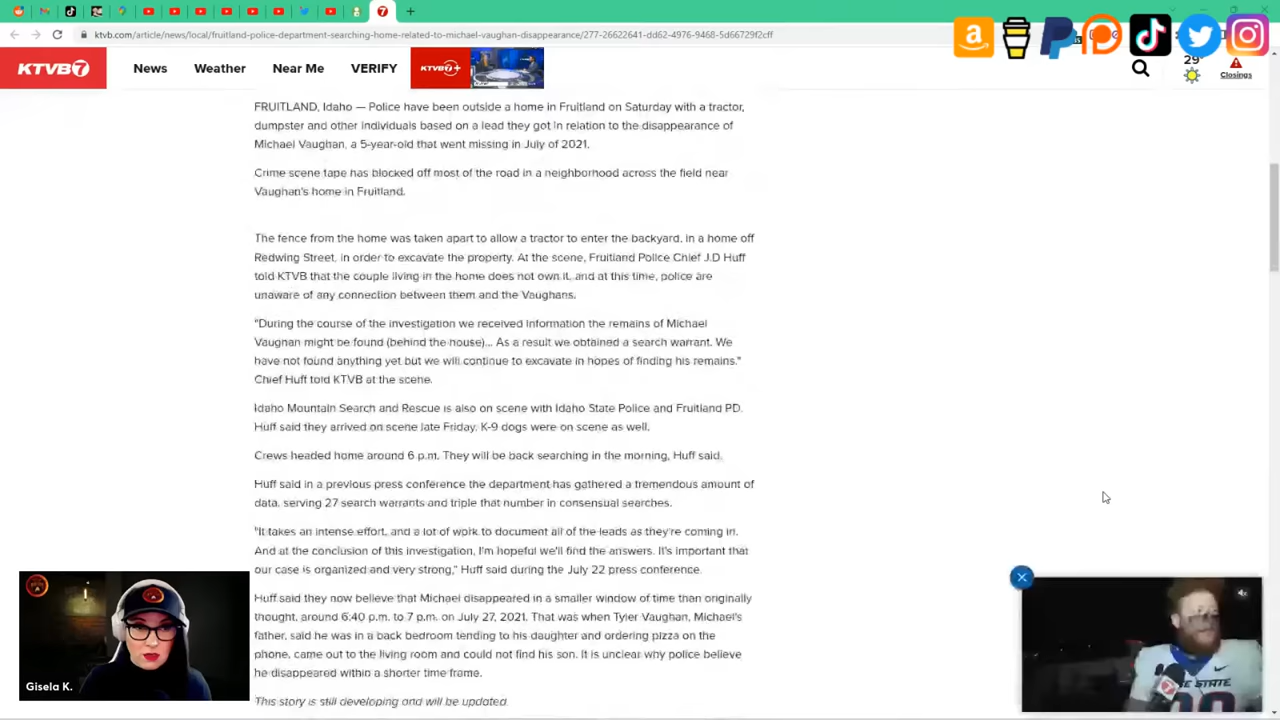 ktvb.com/article/news/local/fruitland-police-department-searching-home-related-to-michael-vaughan-disappearance/277-26622641-dd62-4976-9468-5d66729f2cff
KTVB7
News
Weather
Near Me
VERIFY
KTVB7+
29°
Closings
FRUITLAND, Idaho — Police have been outside a home in Fruitland on Saturday with a tractor,
dumpster and other individuals based on a lead they got in relation to the disappearance of
Michael Vaughan, a 5-year-old that went missing in July of 2021.
Crime scene tape has blocked off most of the road in a neighborhood across the field near
Vaughan's home in Fruitland.
The fence from the home was taken apart to allow a tractor to enter the backyard, in a home off
Redwing Street, in order to excavate the property. At the scene, Fruitland Police Chief J.D Huff
told KTVB that the couple living in the home does not own it, and at this time, police are
unaware of any connection between them and the Vaughans.
"During the course of the investigation we received information the remains of Michael
Vaughan might be found (behind the house)... As a result we obtained a search warrant. We
have not found anything yet but we will continue to excavate in hopes of finding his remains."
Chief Huff told KTVB at the scene.
Idaho Mountain Search and Rescue is also on scene with Idaho State Police and Fruitland PD.
Huff said they arrived on scene late Friday. K-9 dogs were on scene as well.
Crews headed home around 6 p.m. They will be back searching in the morning, Huff said.
Huff said in a previous press conference the department has gathered a tremendous amount of
data, serving 27 search warrants and triple that number in consensual searches.
"It takes an intense effort, and a lot of work to document all of the leads as they're coming in.
And at the conclusion of this investigation, I'm hopeful we'll find the answers. It's important that
our case is organized and very strong," Huff said during the July 22 press conference.
Huff said they now believe that Michael disappeared in a smaller window of time than originally
thought, around 6:40 p.m. to 7 p.m. on July 27, 2021. That was when Tyler Vaughan, Michael's
father, said he was in a back bedroom tending to his daughter and ordering pizza on the
phone, came out to the living room and could not find his son. It is unclear why police believe
he disappeared within a shorter time frame.
This story is still developing and will be updated
Gisela K.